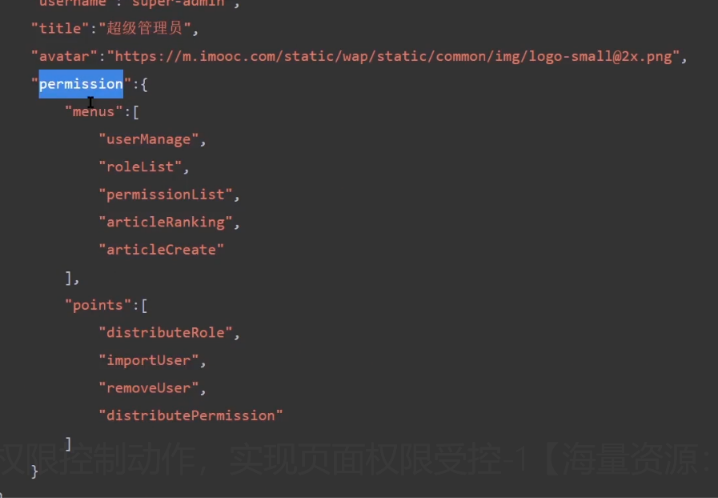 "username":"super-admin",
"title":"超级管理员",
"avatar":"https://m.imooc.com/static/wap/static/common/img/logo-small@2x.png",
"permission":{
"menus":[
"userManage",
"roleList",
"permissionList",
"articleRanking",
"articleCreate"
],
"points":[
"distributeRole",
"importUser",
"removeUser",
"distributePermission"
]
权限控制动作，实现页面权限受控-1【海量资源：
}